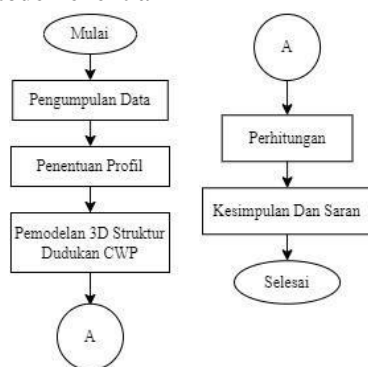 Mulai
Pengumpulan Data
Penentuan Profil
Pemodelan 3D Struktur
Dudukan CWP
A
A
Perhitungan
Kesimpulan Dan Saran
Selesai